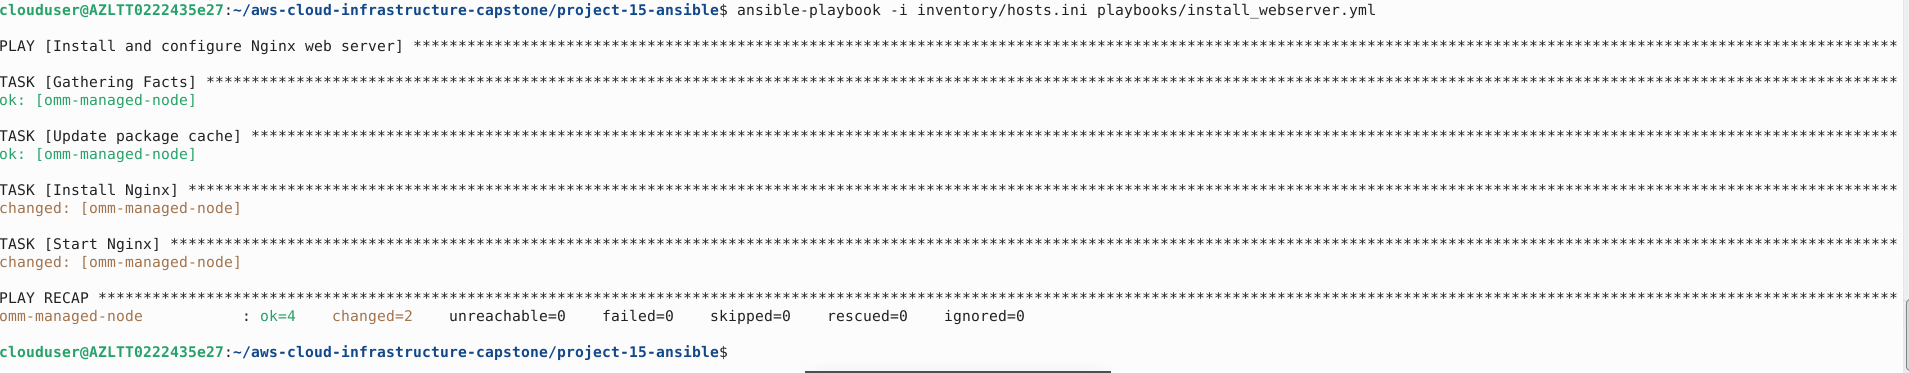 clouduser@AZLTT0222435e27:~/aws-cloud-infrastructure-capstone/project-15-ansible$ ansible-playbook -i inventory/hosts.ini playbooks/install_webserver.yml
PLAY [Install and configure Nginx web server] *********************************************************************************************************************************************************************
TASK [Gathering Facts] ********************************************************************************************************************************************************************************************
ok: [omm-managed-node]
TASK [Update package cache] ***************************************************************************************************************************************************************************************
ok: [omm-managed-node]
TASK [Install Nginx] **********************************************************************************************************************************************************************************************
changed: [omm-managed-node]
TASK [Start Nginx] ************************************************************************************************************************************************************************************************
changed: [omm-managed-node]
PLAY RECAP ********************************************************************************************************************************************************************************************************
omm-managed-node           : ok=4    changed=2    unreachable=0    failed=0    skipped=0    rescued=0    ignored=0
clouduser@AZLTT0222435e27:~/aws-cloud-infrastructure-capstone/project-15-ansible$